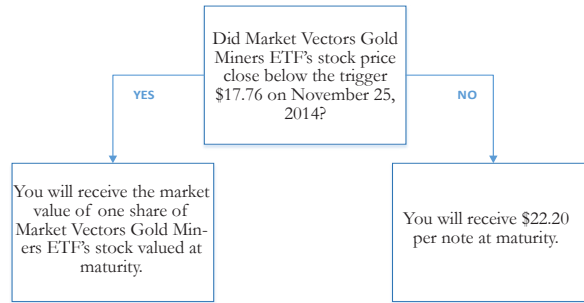 Did Market Vectors Gold
Miners ETF's stock price
close below the trigger
$17.76 on November 25,
2014?
YES
NO
You will receive the market
value of one share of
Market Vectors Gold Min-
ers ETF's stock valued at
maturity.
You will receive $22.20
per note at maturity.